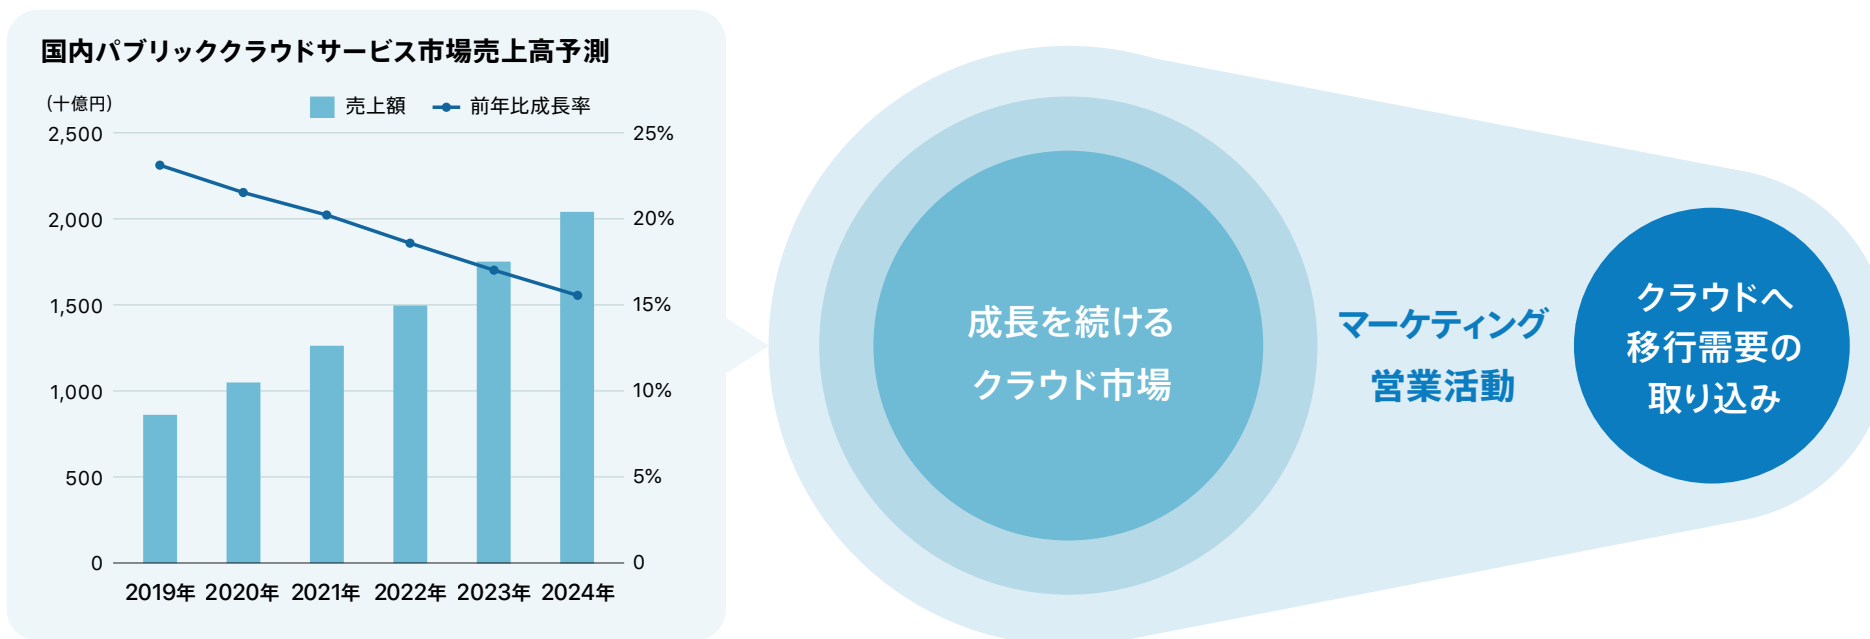 国内パブリッククラウドサービス市場売上高予測
(十億円)
売上額 前年比成長率
2,500 25%
2,000 20%
1,500 15%
1,000 10%
500 5%
0 0
2019年 2020年 2021年 2022年 2023年 2024年
成長を続ける
クラウド市場
マーケティング
営業活動
クラウドへ
移行需要の
取り込み